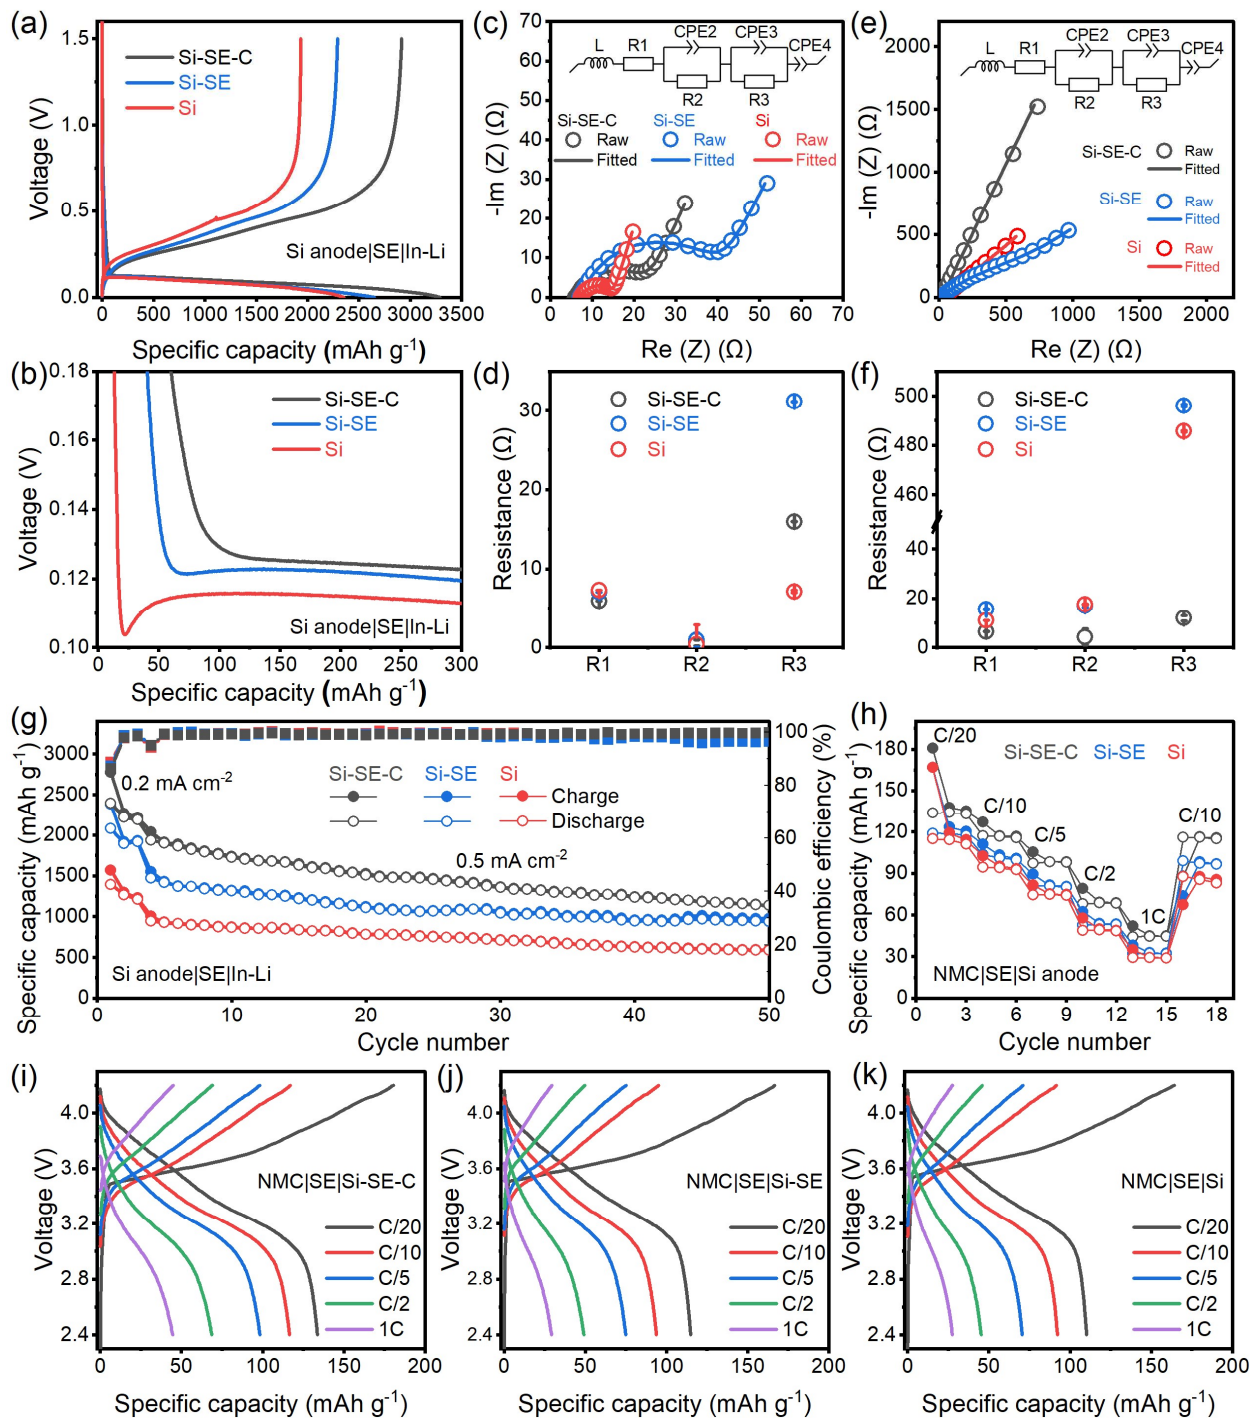 (a)
Voltage (V)
1.5
1.0
0.5
0.0
Si-SE-C
Si-SE
Si
Si anode|SE|In-Li
0 500 1000 1500 2000 2500 3000 3500
Specific capacity (mAh g⁻¹)
(c)
-Im (Z) (Ω)
70
60
50
40
30
20
10
0
L R1 CPE2 CPE3 CPE4
R2 R3
Si-SE-C Si-SE Si
Raw Raw Raw
Fitted Fitted Fitted
0 10 20 30 40 50 60 70
Re (Z) (Ω)
(e)
-Im (Z) (Ω)
2000
1500
1000
500
0
L R1 CPE2 CPE3 CPE4
R2 R3
Si-SE-C Raw
Fitted
Si-SE Raw
Fitted
Si Raw
Fitted
0 500 1000 1500 2000
Re (Z) (Ω)
(b)
Voltage (V)
0.18
0.16
0.14
0.12
0.10
Si-SE-C
Si-SE
Si
Si anode|SE|In-Li
0 50 100 150 200 250 300
Specific capacity (mAh g⁻¹)
(d)
Resistance (Ω)
30
20
10
0
Si-SE-C
Si-SE
Si
R1 R2 R3
(f)
Resistance (Ω)
500
480
460
40
20
0
Si-SE-C
Si-SE
Si
R1 R2 R3
(g)
Specific capacity (mAh g⁻¹)
3000
2500
2000
1500
1000
500
0
0.2 mA cm⁻²
Si-SE-C Si-SE Si
Charge
Discharge
0.5 mA cm⁻²
Si anode|SE|In-Li
100
80
60
40
20
0
Coulombic efficiency (%)
0 10 20 30 40 50
Cycle number
(h)
Specific capacity (mAh g⁻¹)
180
150
120
90
60
30
0
C/20
Si-SE-C Si-SE Si
C/10
C/5
C/2
1C
C/10
NMC|SE|Si anode
0 3 6 9 12 15 18
Cycle number
(i)
Voltage (V)
4.0
3.6
3.2
2.8
2.4
NMC|SE|Si-SE-C
C/20
C/10
C/5
C/2
1C
0 50 100 150 200
Specific capacity (mAh g⁻¹)
(j)
Voltage (V)
4.0
3.6
3.2
2.8
2.4
NMC|SE|Si-SE
C/20
C/10
C/5
C/2
1C
0 50 100 150 200
Specific capacity (mAh g⁻¹)
(k)
Voltage (V)
4.0
3.6
3.2
2.8
2.4
NMC|SE|Si
C/20
C/10
C/5
C/2
1C
0 50 100 150 200
Specific capacity (mAh g⁻¹)